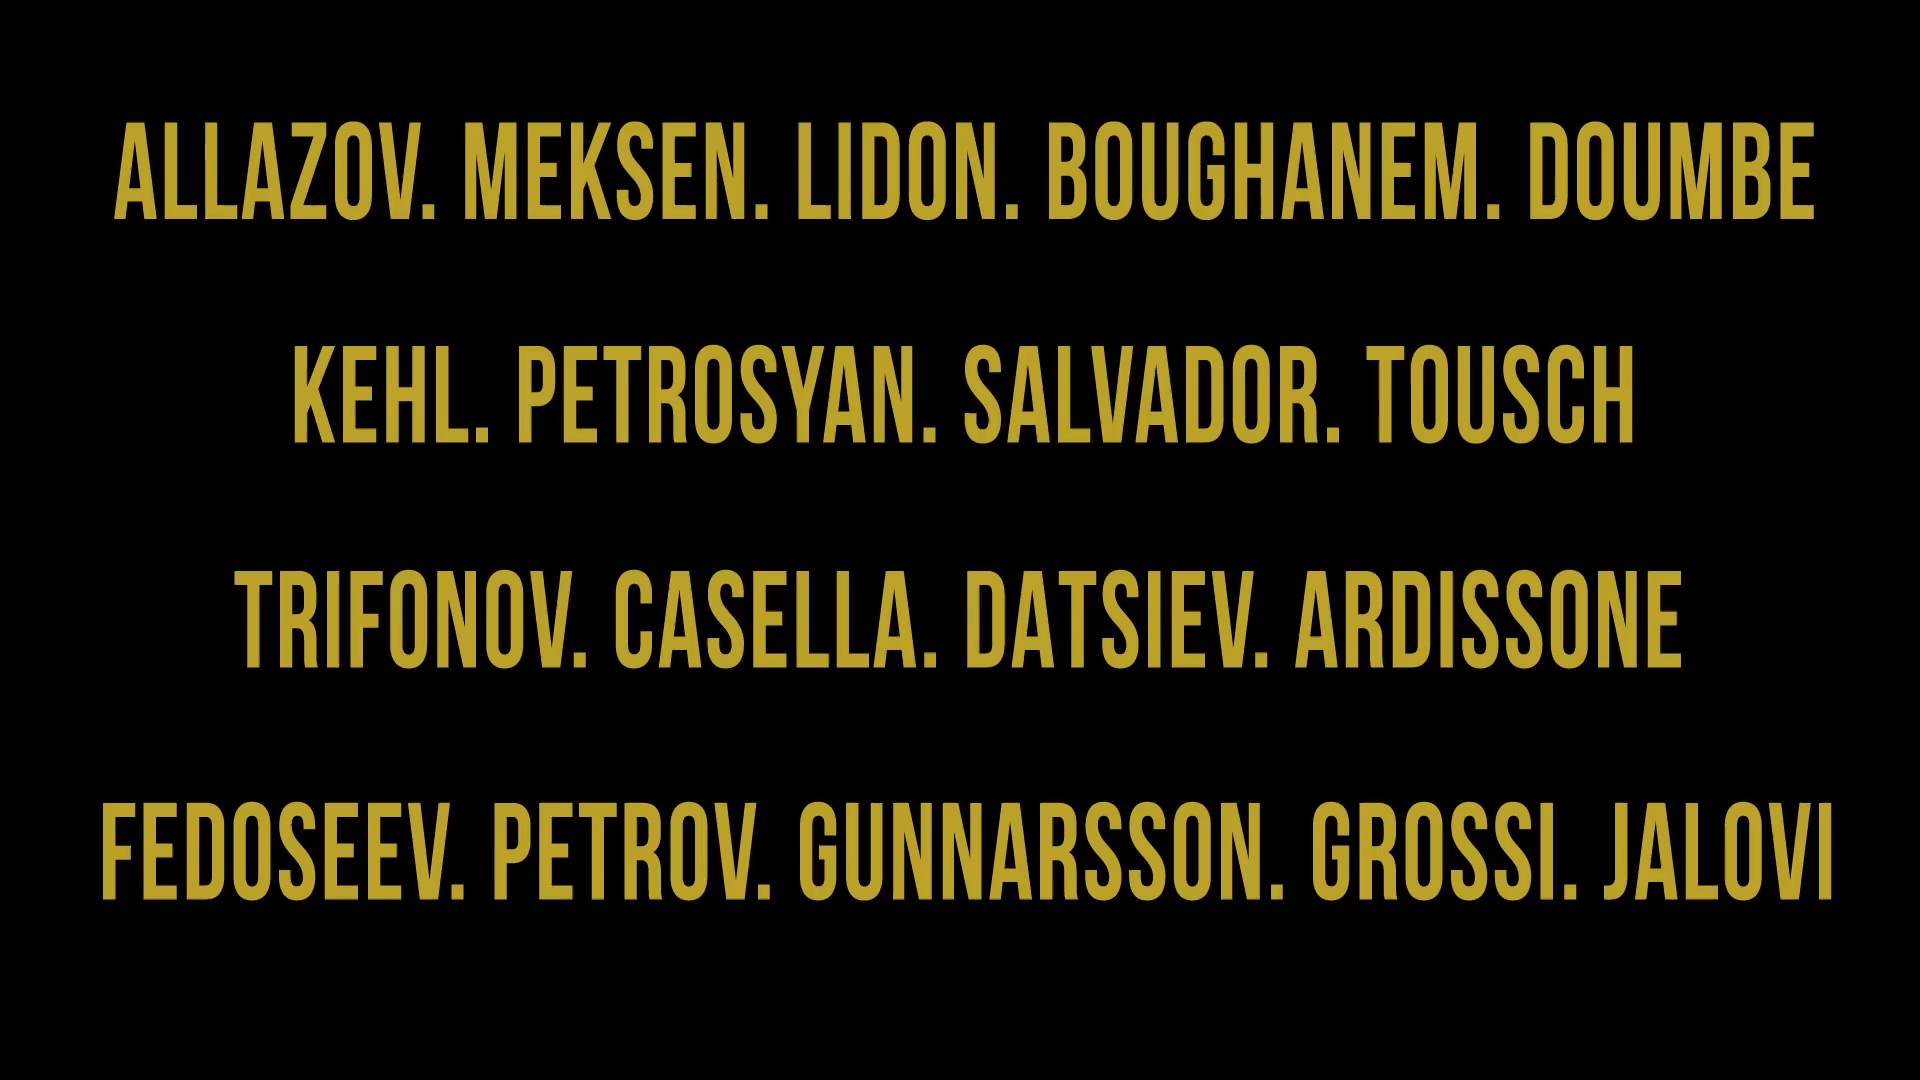 ALLAZOV. MEKSEN. LIDON. BOUGHANEM. DOUMBE
KEHL. PETROSYAN. SALVADOR. TOUSCH
TRIFONOV. CASELLA. DATSIEV. ARDISSONE
FEDOSEEV. PETROV. GUNNARSSON. GROSSI. JALOVI